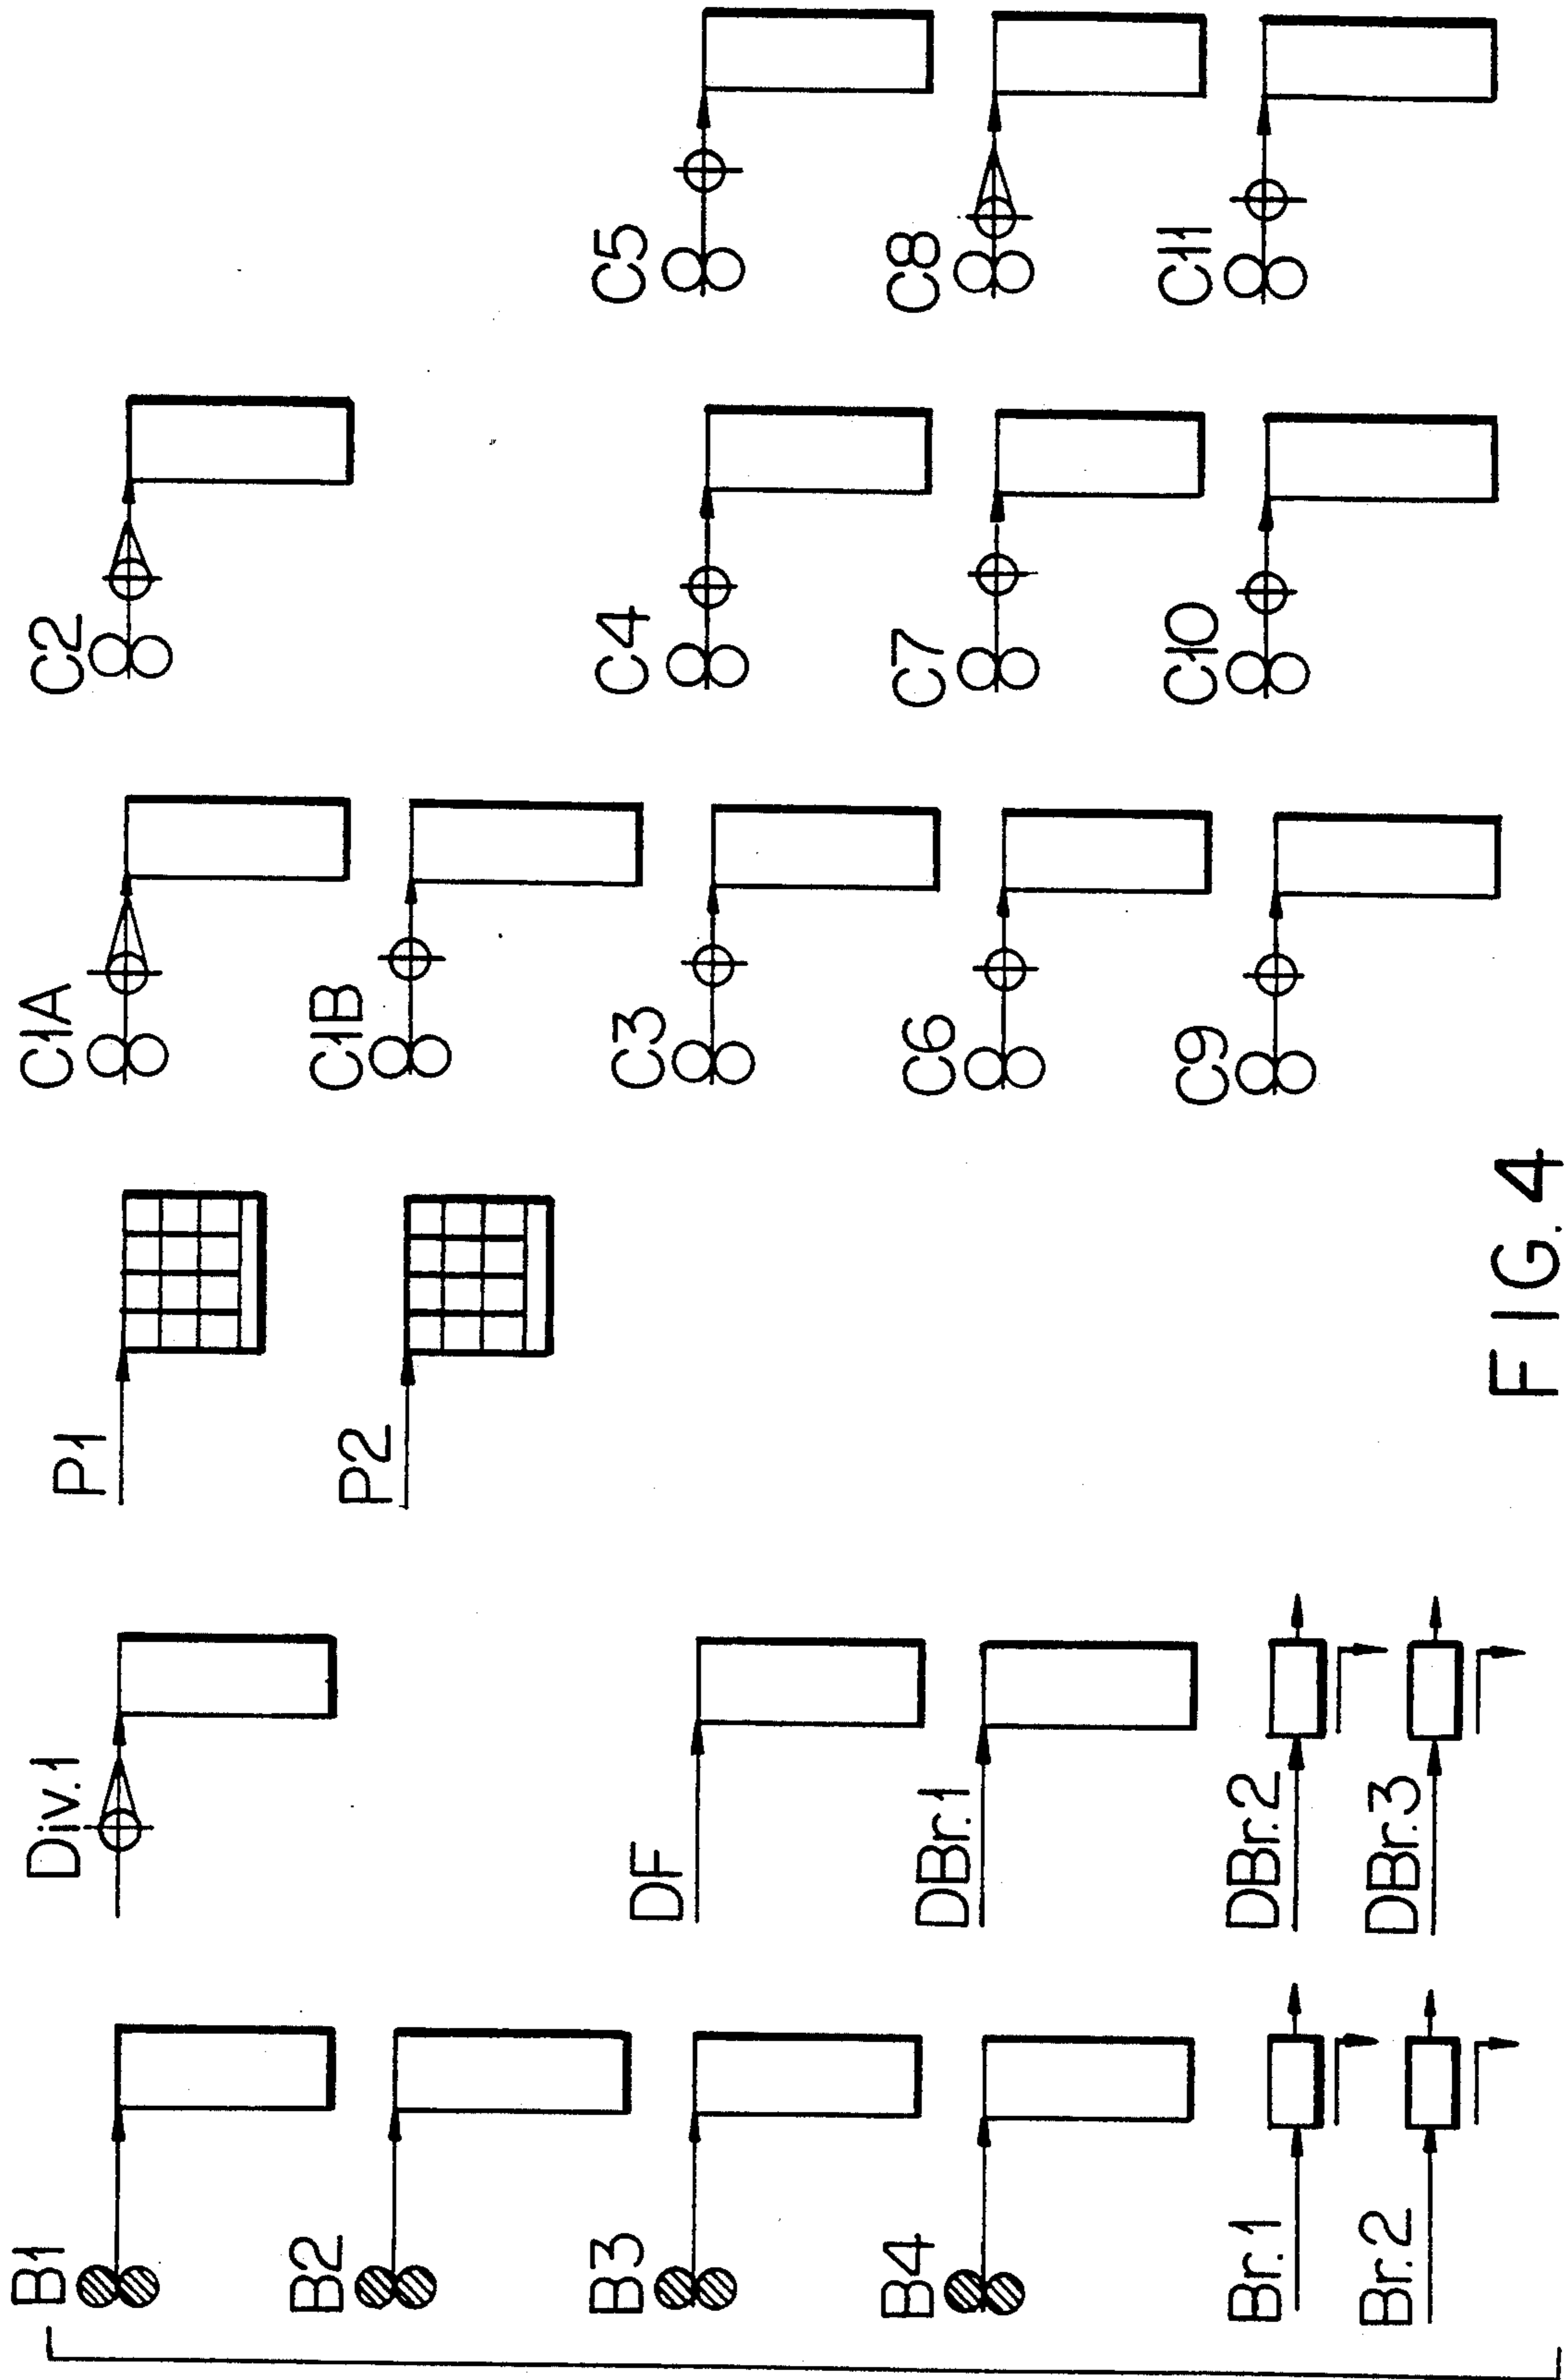 B1 Div.1 P1 C1A C2
B2 P2 C1B
B3 DF C3 C4 C5
B4 DBr.1 C6 C7 C8
Br.1 DBr.2 C9 C10 C11
Br.2 DBr.3
FIG. 4